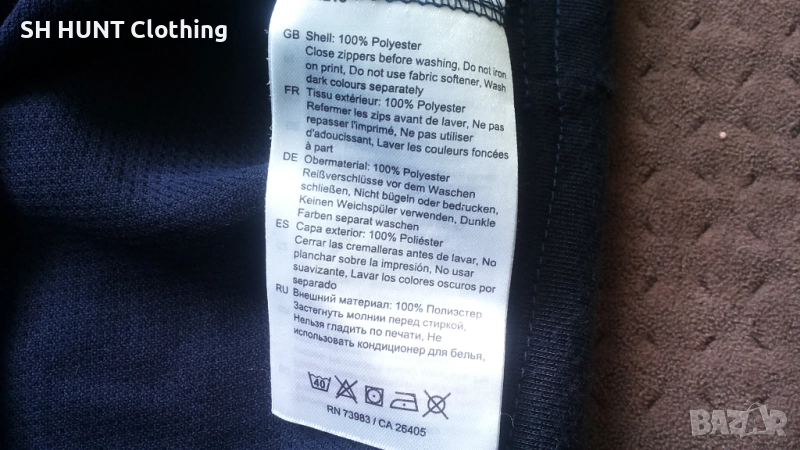 SH HUNT Clothing
GB Shell: 100% Polyester
Close zippers before washing, Do not iron
on print, Do not use fabric softener, Wash
dark colours separately
FR Tissu extérieur: 100% Polyester
Refermer les zips avant de laver, Ne pas
repasser l'imprimé, Ne pas utiliser
d'adoucissant, Laver les couleurs foncées
à part
DE Obermaterial: 100% Polyester
Reißverschlüsse vor dem Waschen
schließen, Nicht bügeln oder bedrucken,
Keinen Weichspüler verwenden, Dunkle
Farben separat waschen
ES Capa exterior: 100% Poliéster
Cerrar las cremalleras antes de lavar, No
planchar sobre la impresión, No usar
suavizante, Lavar los colores oscuros por
separado
RU Внешний материал: 100% Полиэстер
Застегнуть молнии перед стиркой,
Нельзя гладить по печати, Не
использовать кондиционер для белья,
40
RN 73983 / CA 26405
BAZAR